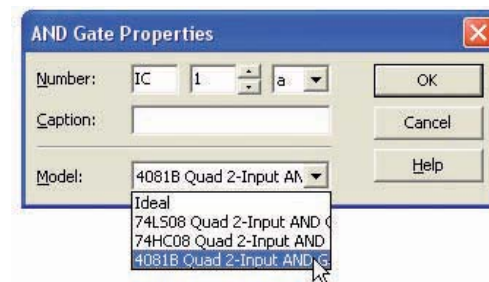 AND Gate Properties
Number: IC 1 a
OK
Caption:
Cancel
Model: 4081B Quad 2-Input AN
Help
Ideal
74LS08 Quad 2-Input AND G
74HC08 Quad 2-Input AND
4081B Quad 2-Input AND G